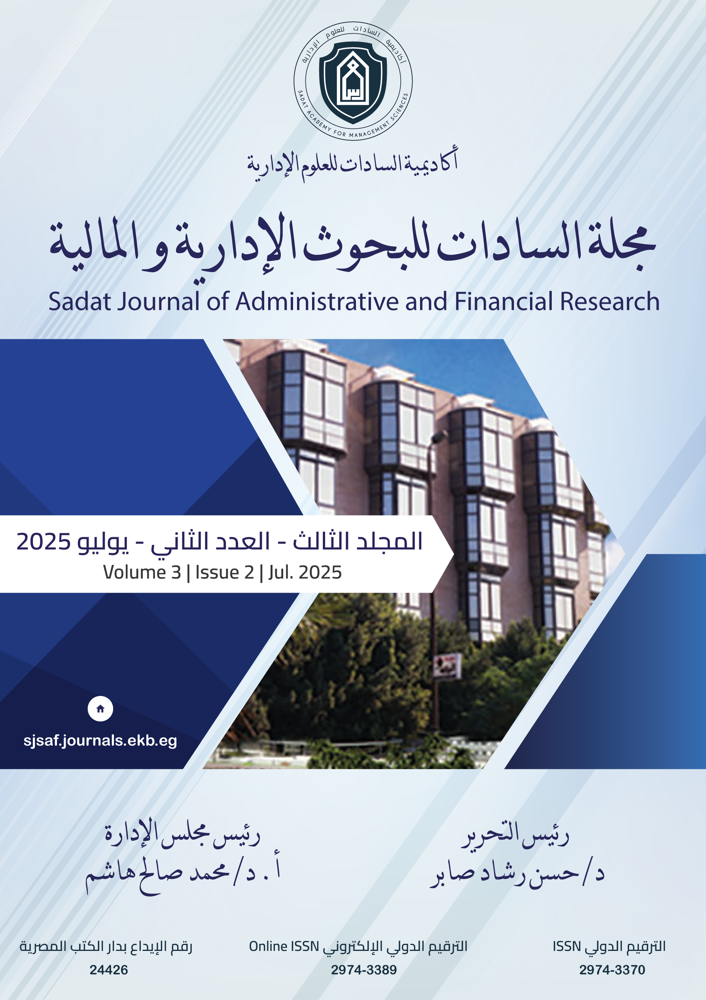 أكاديمية السادات للعلوم الإدارية
SADAT ACADEMY FOR MANAGEMENT SCIENCES
أكاديمية السادات للعلوم الإدارية
مجلة السادات للبحوث الإدارية و المالية
Sadat Journal of Administrative and Financial Research
المجلد الثالث - العدد الثاني - يوليو 2025
Volume 3 | Issue 2 | Jul. 2025
sjsaf.journals.ekb.eg
رئيس التحرير
د/حسن رشاد صابر
رئيس مجلس الإدارة
أ . د/محمد صالح هاشم
الترقيم الدولي ISSN
2974-3370
الترقيم الدولي الإلكتروني Online ISSN
2974-3389
رقم الإيداع بدار الكتب المصرية
24426